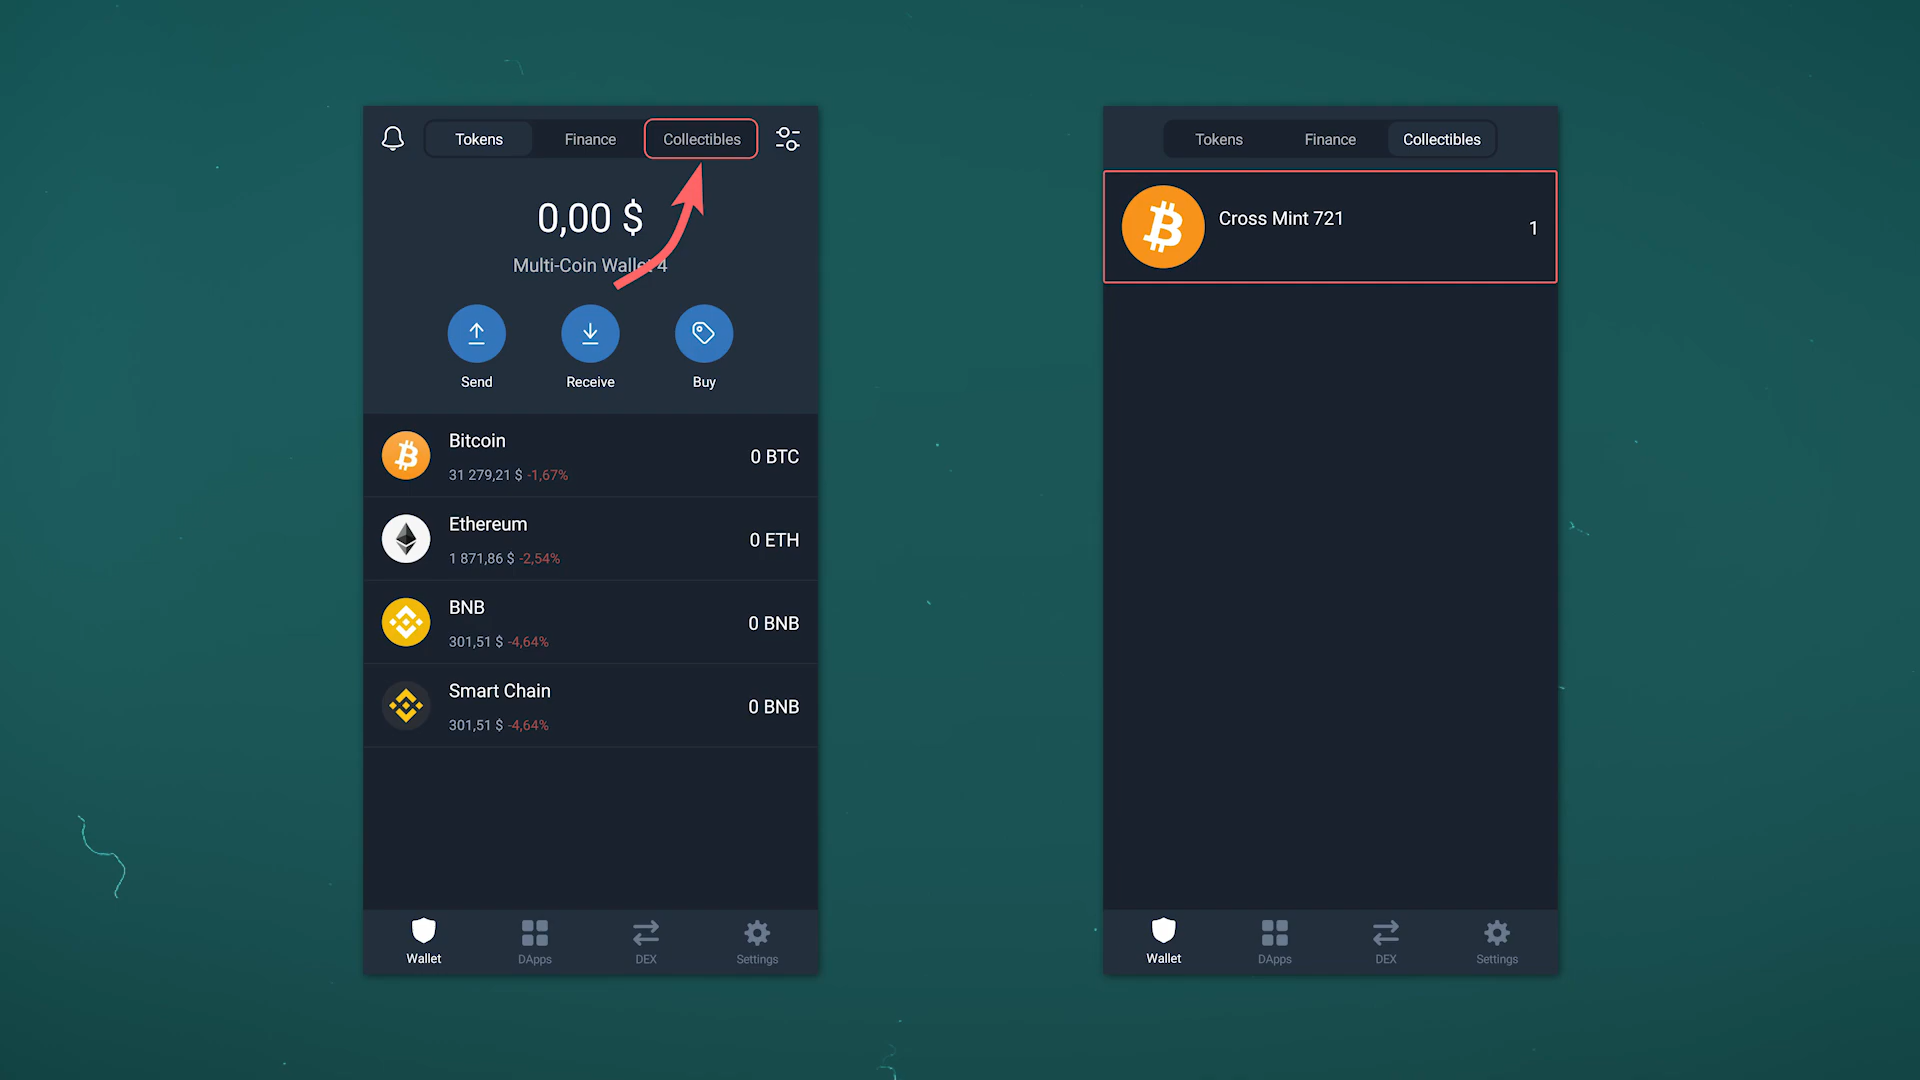 Tokens Finance Collectibles
0,00 $
Multi-Coin Wallet 4
Send Receive Buy
Bitcoin
0 BTC
31 279,21 $ -1,67%
Ethereum
0 ETH
1 871,86 $ -2,54%
BNB
0 BNB
301,51 $ -4,64%
Smart Chain
0 BNB
301,51 $ -4,64%
Wallet DApps DEX Settings
Tokens Finance Collectibles
Cross Mint 721
1
Wallet DApps DEX Settings